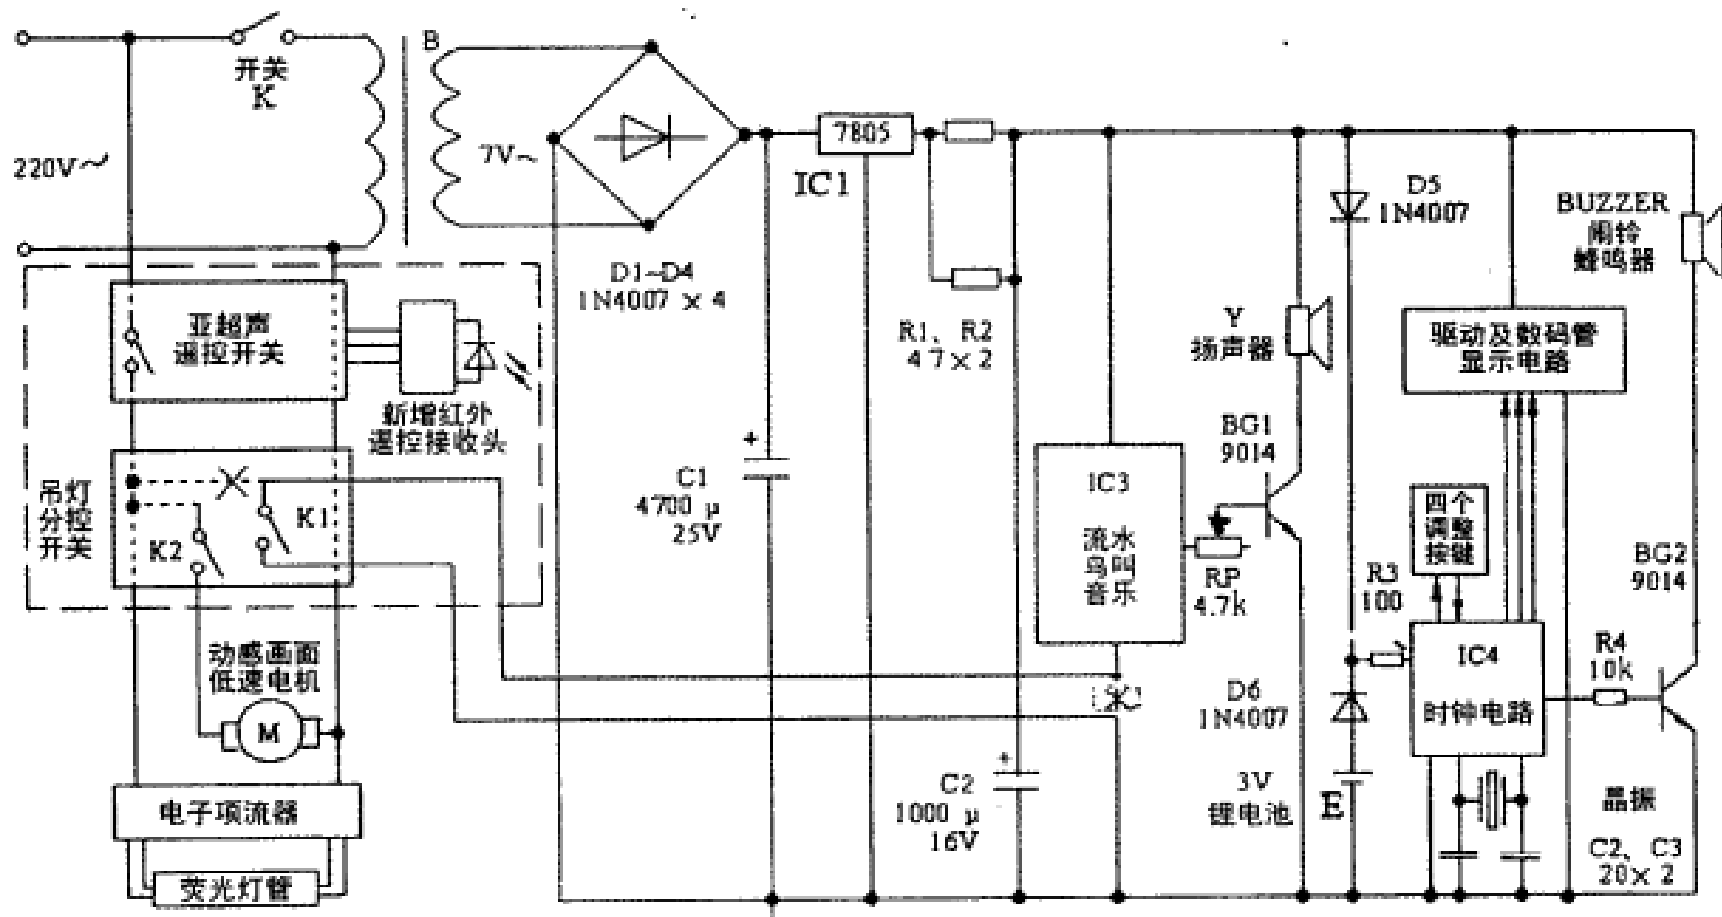 开关
K
B
220V～
7V～
7805
IC1
D1~D4
1N4007 × 4
R1、R2
47×2
D5
1N4007
BUZZER
闹铃
蜂鸣器
亚超声
遥控开关
新增红外
遥控接收头
Y
扬声器
驱动及数码管
显示电路
吊灯
分控
开关
K1
K2
+
C1
4700 μ
25V
BG1
9014
IC3
流水
鸟叫
音乐
RP
4.7k
四个
调整
按键
R3
100
BG2
9014
IC4
时钟电路
R4
10k
动感画面
低速电机
M
D6
1N4007
3V
锂电池
E
+
C2
1000 μ
16V
晶振
C2、C3
20×2
电子项流器
荧光灯管